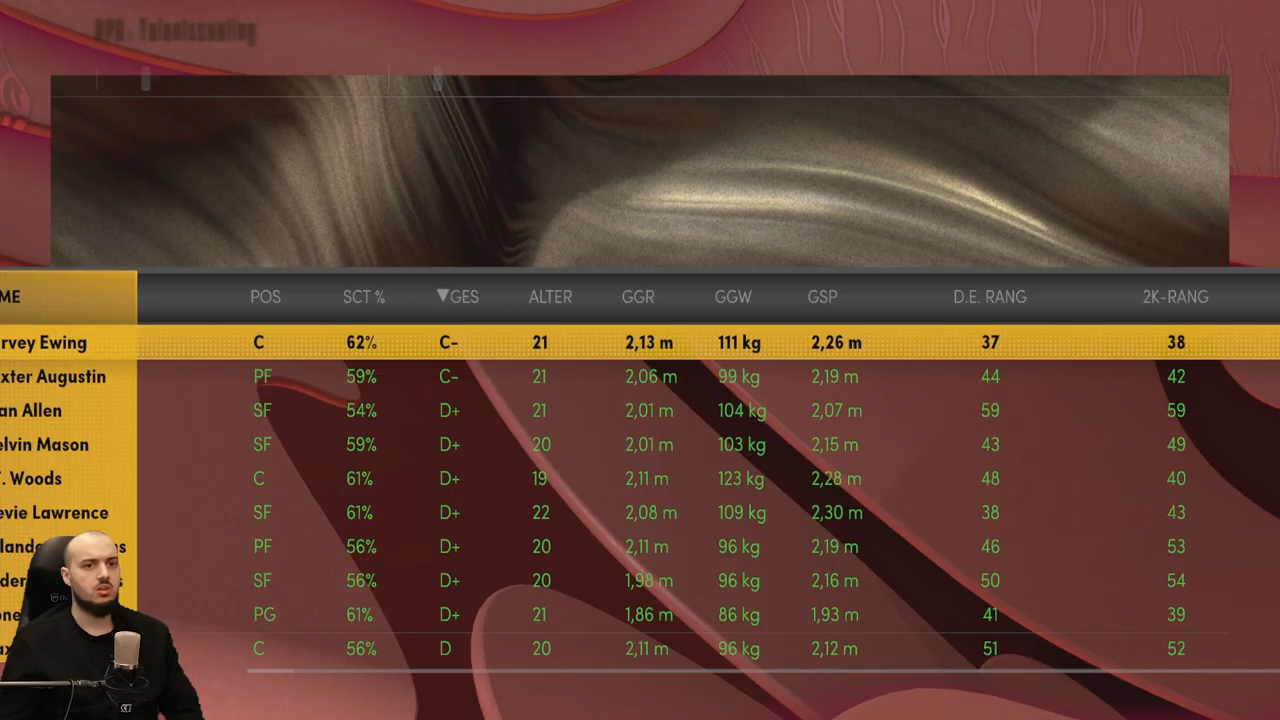 ME POS SCT % ▼GES ALTER GGR GGW GSP D.E. RANG 2K-RANG
rvey Ewing C 62% C- 21 2,13 m 111 kg 2,26 m 37 38
xter Augustin PF 59% C- 21 2,06 m 99 kg 2,19 m 44 42
an Allen SF 54% D+ 21 2,01 m 104 kg 2,07 m 59 59
elvin Mason SF 59% D+ 20 2,01 m 103 kg 2,15 m 43 49
. Woods C 61% D+ 19 2,11 m 123 kg 2,28 m 48 40
evie Lawrence SF 61% D+ 22 2,08 m 109 kg 2,30 m 38 43
PF 56% D+ 20 2,11 m 96 kg 2,19 m 46 53
SF 56% D+ 20 1,98 m 96 kg 2,16 m 50 54
PG 61% D+ 21 1,86 m 86 kg 1,93 m 41 39
C 56% D 20 2,11 m 96 kg 2,12 m 51 52